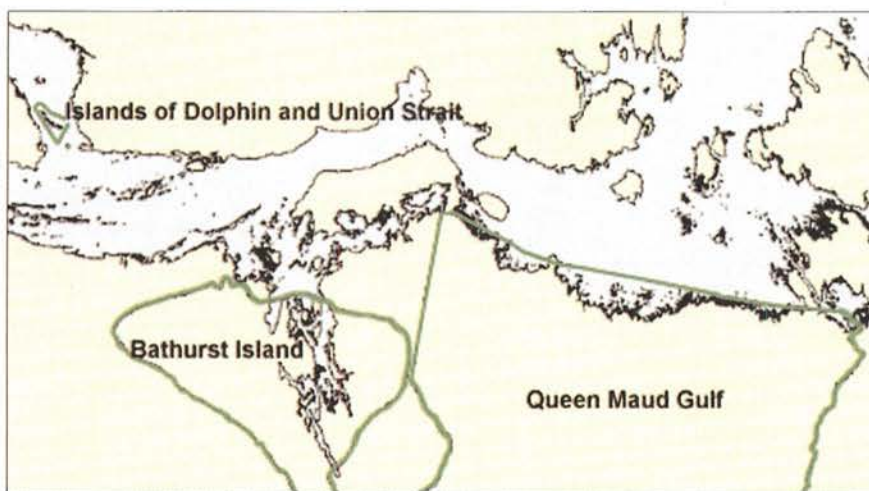 Islands of Dolphin and Union Strait
Bathurst Island
Queen Maud Gulf